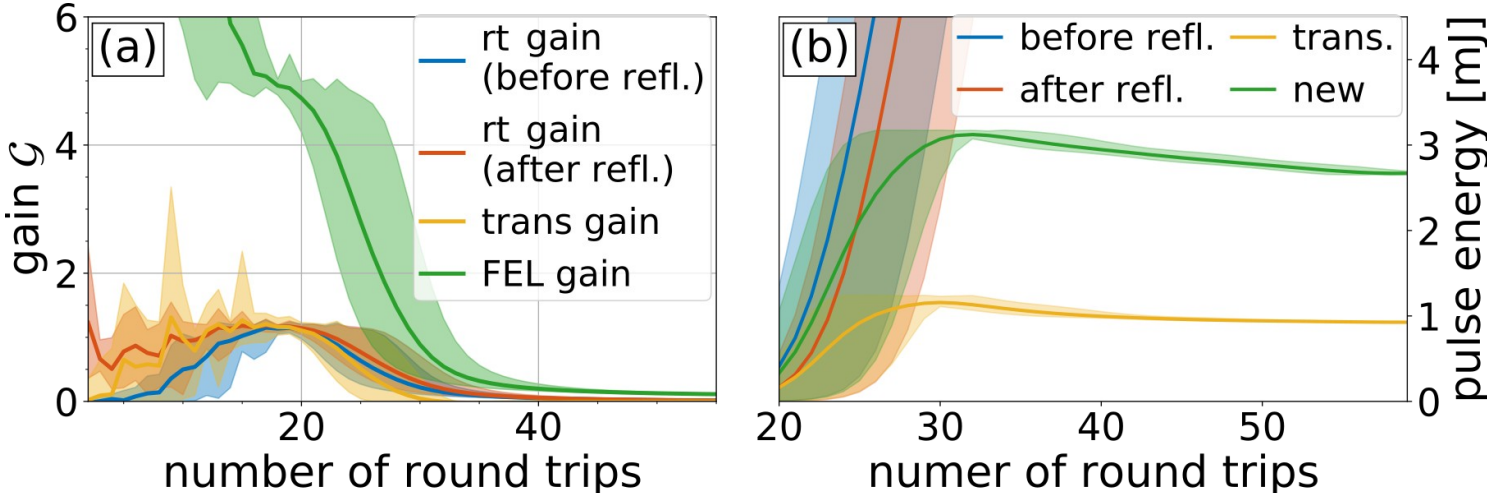 (a)
6
4
2
0
gain 𝒢
rt gain
(before refl.)
rt gain
(after refl.)
trans gain
FEL gain
20 40
number of round trips
(b)
before refl. trans.
after refl. new
4
3
2
1
0
pulse energy [mJ]
20 30 40 50
numer of round trips